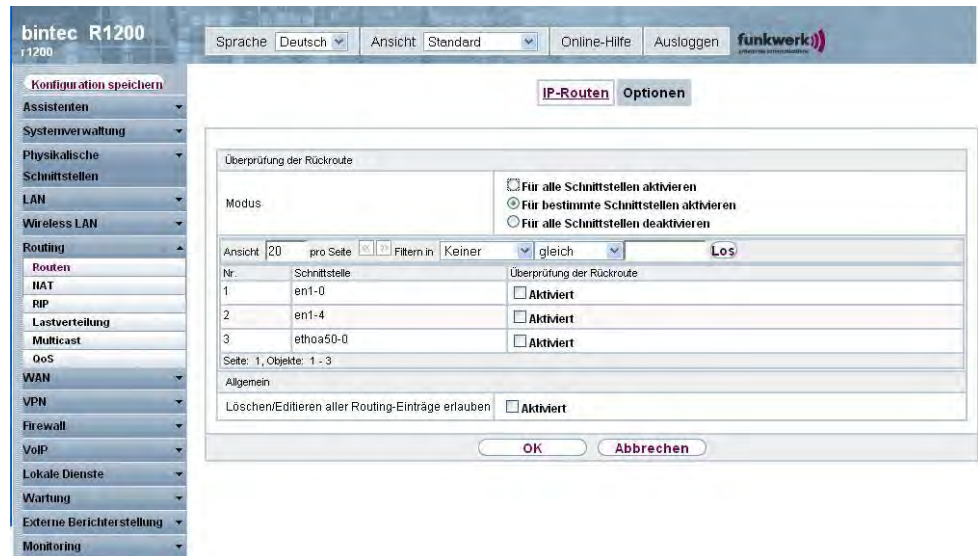 bintec R1200
r1200
Sprache Deutsch Ansicht Standard Online-Hilfe Ausloggen funkwerk
Konfiguration speichern
Assistenten
Systemverwaltung
Physikalische
Schnittstellen
LAN
Wireless LAN
Routing
Routen
NAT
RIP
Lastverteilung
Multicast
QoS
WAN
VPN
Firewall
VoIP
Lokale Dienste
Wartung
Externe Berichterstellung
Monitoring
IP-Routen Optionen
Überprüfung der Rückroute
Modus
Für alle Schnittstellen aktivieren
Für bestimmte Schnittstellen aktivieren
Für alle Schnittstellen deaktivieren
Ansicht 20 pro Seite << >> Filtern in Keiner gleich Los
Nr. Schnittstelle Überprüfung der Rückroute
1 en1-0 Aktiviert
2 en1-4 Aktiviert
3 ethoa50-0 Aktiviert
Seite: 1, Objekte: 1 - 3
Allgemein
Löschen/Editieren aller Routing-Einträge erlauben Aktiviert
OK Abbrechen